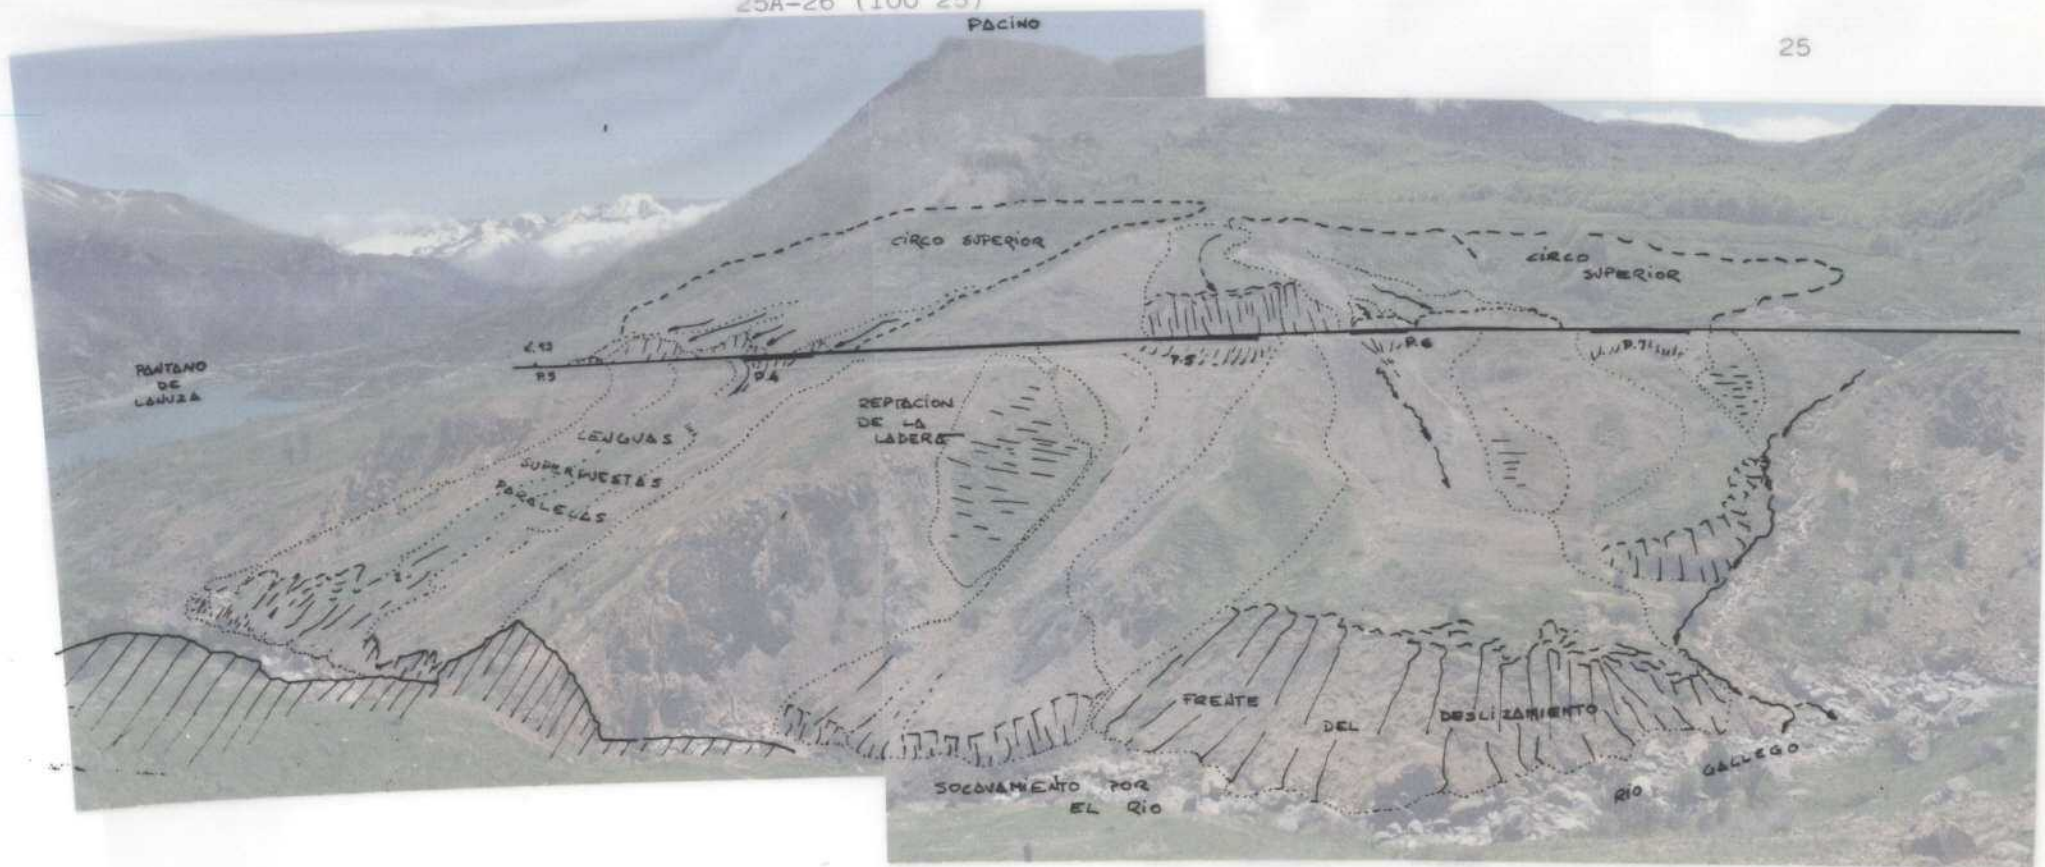 25A-26 (100 25)
PACINO
25
CIRCO SUPERIOR
CIRCO
SUPERIOR
PANTANO
DE
LANUZA
P.4
P.5
P.6
P.7
REPTACION
DE LA
LADERA
LENGUAS
SUPERPUESTAS
PARALELAS
FRENTE
DEL
DESLIZAMIENTO
SOCAVAMIENTO POR
EL RIO
RIO
GALLEGO